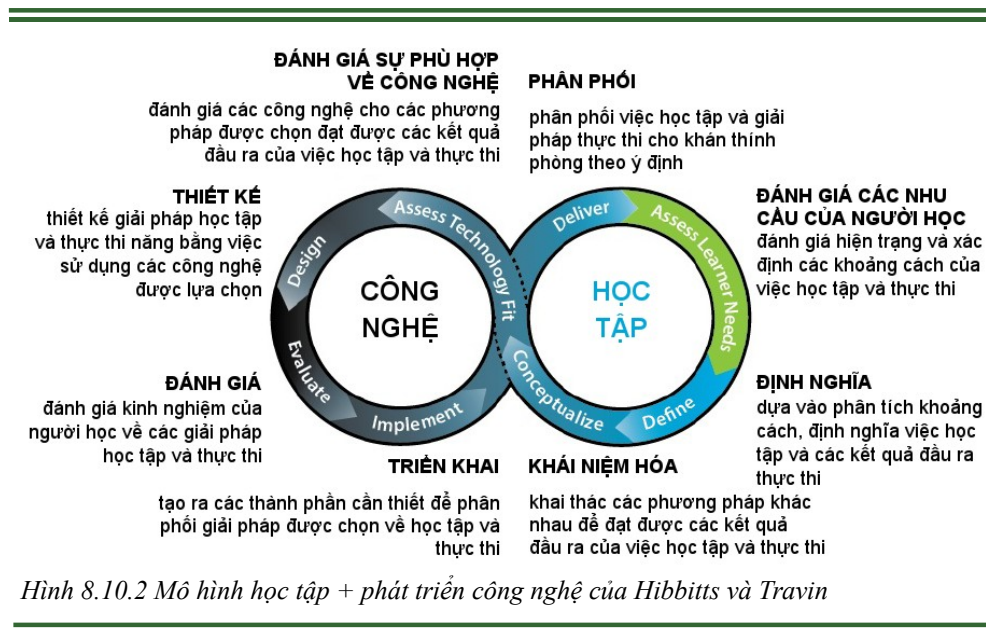 ĐÁNH GIÁ SỰ PHÙ HỢP
VỀ CÔNG NGHỆ
đánh giá các công nghệ cho các phương
pháp được chọn đạt được các kết quả
đầu ra của việc học tập và thực thi
PHÂN PHỐI
phân phối việc học tập và giải
pháp thực thi cho khán thính
phòng theo ý định
THIẾT KẾ
thiết kế giải pháp học tập
và thực thi năng bằng việc
sử dụng các công nghệ
được lựa chọn
ĐÁNH GIÁ CÁC NHU
CẦU CỦA NGƯỜI HỌC
đánh giá hiện trạng và xác
định các khoảng cách của
việc học tập và thực thi
Assess Technology Fit
Design
Evaluate
Implement
CÔNG
NGHỆ
Deliver
Assess Learner Needs
Define
Conceptualize
HỌC
TẬP
ĐÁNH GIÁ
đánh giá kinh nghiệm của
người học về các giải pháp
học tập và thực thi
ĐỊNH NGHĨA
dựa vào phân tích khoảng
cách, định nghĩa việc học
tập và các kết quả đầu ra
thực thi
TRIỂN KHAI
tạo ra các thành phần cần thiết để phân
phối giải pháp được chọn về học tập và
thực thi
KHÁI NIỆM HÓA
khai thác các phương pháp khác
nhau để đạt được các kết quả
đầu ra của việc học tập và thực thi
Hình 8.10.2 Mô hình học tập + phát triển công nghệ của Hibbitts và Travin